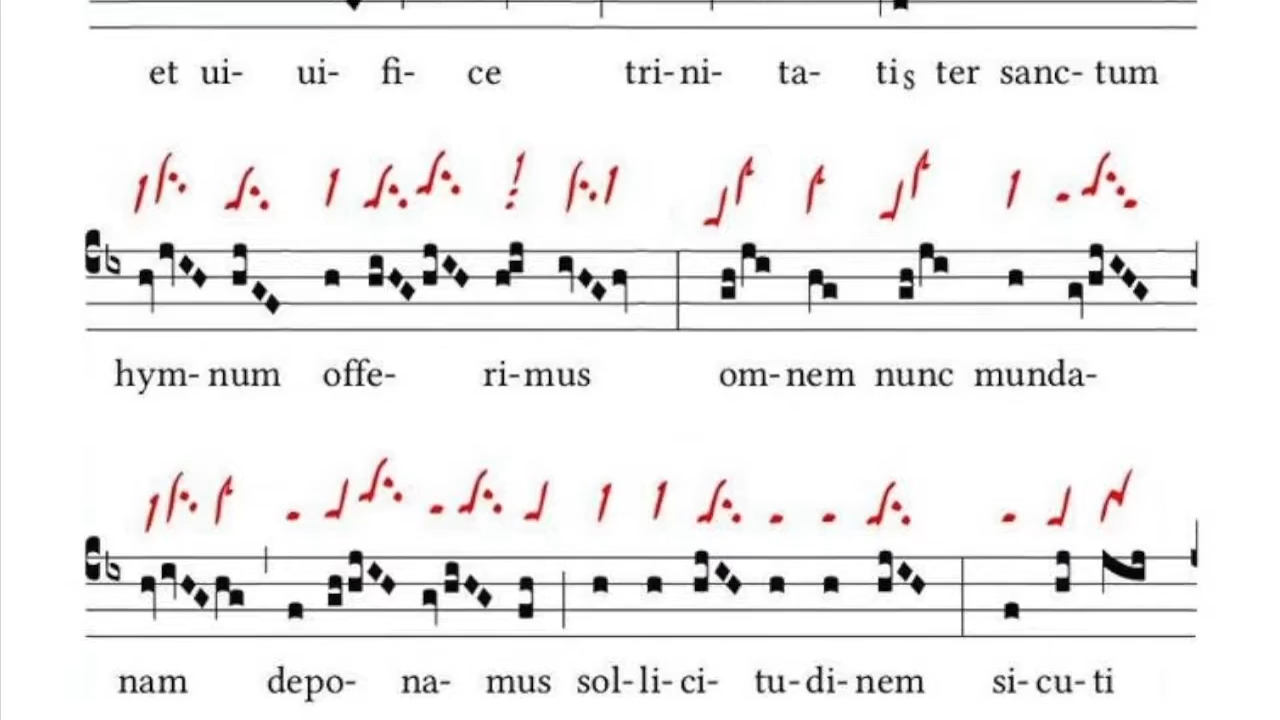 et ui- ui- fi- ce tri- ni- ta- tis ter sanc- tum
hym- num offe- ri- mus om- nem nunc munda-
nam depo- na- mus sol- li- ci- tu- di- nem si- cu- ti